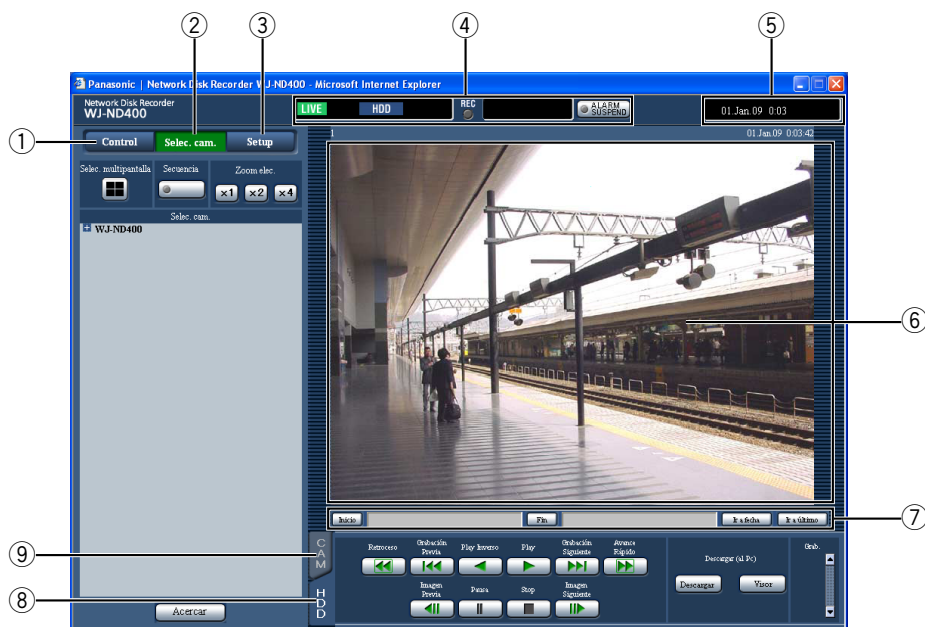 ② ③ ④ ⑤
Panasonic | Network Disk Recorder WJ-ND400 - Microsoft Internet Explorer
Network Disk Recorder
WJ-ND400
LIVE HDD REC ALARM SUSPEND
01.Jan.09 0:03
①
Control Selec. cam. Setup
1 01.Jan.09 0:03:42
Selec. multipantalla Secuencia Zoom elec.
x1 x2 x4
Selec. cam.
WJ-ND400
⑥
Inicio Fin Ir a fecha Ir a último
⑦
⑨
CAM
Retroceso Grabación Previa Play Inverso Play Grabación Siguiente Avance Rápido
Descargar (al Pc)
Grab.
Imagen Previa Pausa Stop Imagen Siguiente
Descargar Visor
⑧
HDD
Acercar